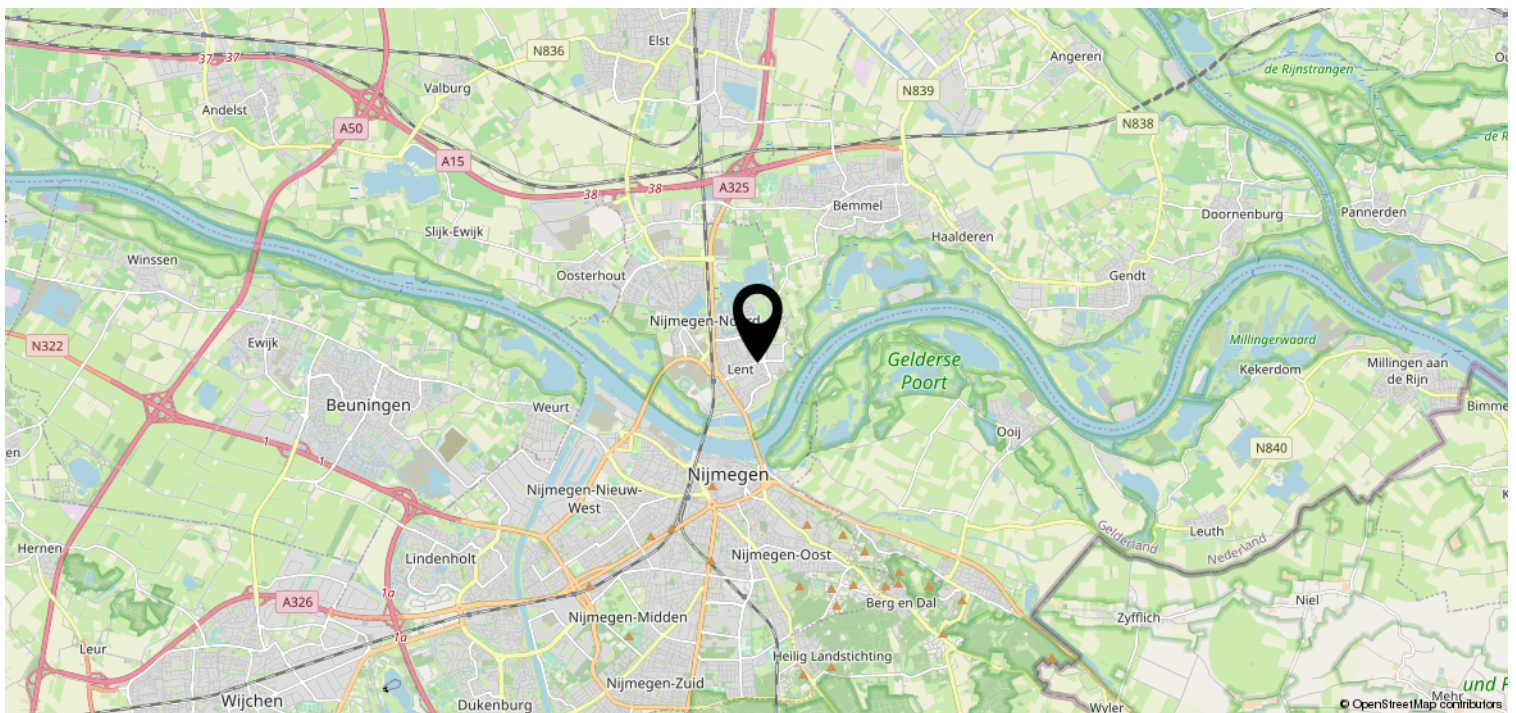 Elst
N836
37
37
Angeren
de Rijnstrangen
Valburg
N839
Andelst
A50
N838
A15
38
38
A325
Bemmel
Doornenburg
Pannerden
Slijk-Ewijk
Haalderen
Winssen
Oosterhout
Gendt
Nijmegen-Noord
N322
Ewijk
Millingerwaard
Gelderse
Poort
Lent
Kekerdom
Millingen aan
de Rijn
Beuningen
Weurt
Ooij
1
1
N840
Nijmegen
Nijmegen-Nieuw-
West
Gelderland
Leuth
Nederland
Hernen
Lindenholt
Nijmegen-Oost
1a
A326
Berg en Dal
Niel
Nijmegen-Midden
Zyfflich
1a
Leur
Heilig Landstichting
Nijmegen-Zuid
Wijchen
Dukenburg
Wyler
Mehr
und
© OpenStreetMap contributors